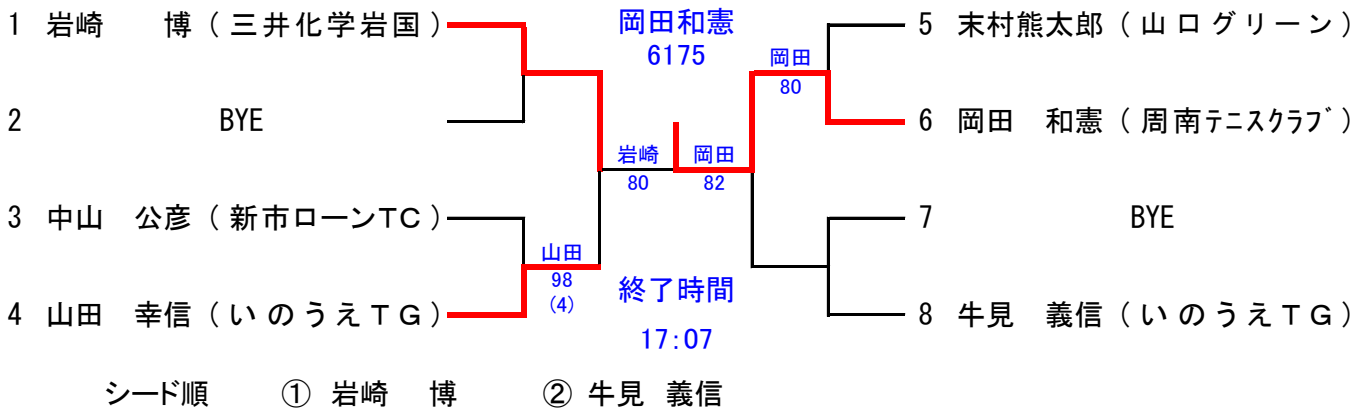 1 岩崎　博（三井化学岩国）
2 BYE
3 中山　公彦（新市ローンTC）
4 山田　幸信（いのうえTG）
山田
98
(4)
岩崎
80
岡田和憲
6175
岡田
82
終了時間
17:07
岡田
80
5 末村熊太郎（山口グリーン）
6 岡田　和憲（周南ﾃﾆｽｸﾗﾌﾞ）
7 BYE
8 牛見　義信（いのうえTG）
シード順　① 岩崎　博　② 牛見 義信